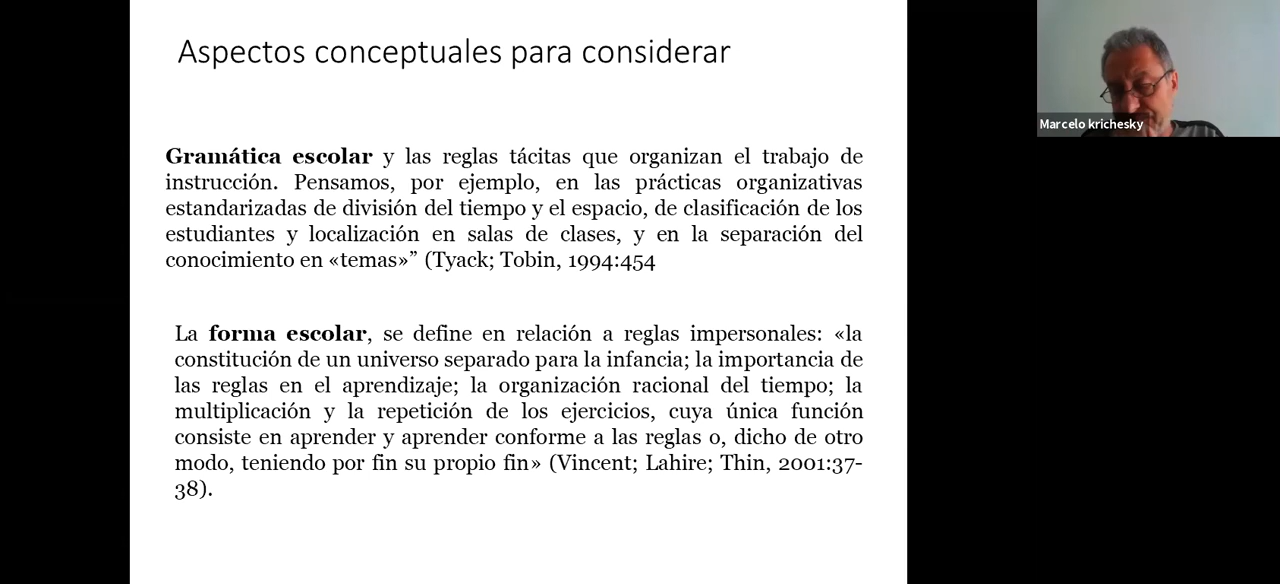 Aspectos conceptuales para considerar
Marcelo krichesky
Gramática escolar y las reglas tácitas que organizan el trabajo de
instrucción. Pensamos, por ejemplo, en las prácticas organizativas
estandarizadas de división del tiempo y el espacio, de clasificación de los
estudiantes y localización en salas de clases, y en la separación del
conocimiento en «temas»” (Tyack; Tobin, 1994:454
La forma escolar, se define en relación a reglas impersonales: «la
constitución de un universo separado para la infancia; la importancia de
las reglas en el aprendizaje; la organización racional del tiempo; la
multiplicación y la repetición de los ejercicios, cuya única función
consiste en aprender y aprender conforme a las reglas o, dicho de otro
modo, teniendo por fin su propio fin» (Vincent; Lahire; Thin, 2001:37-
38).